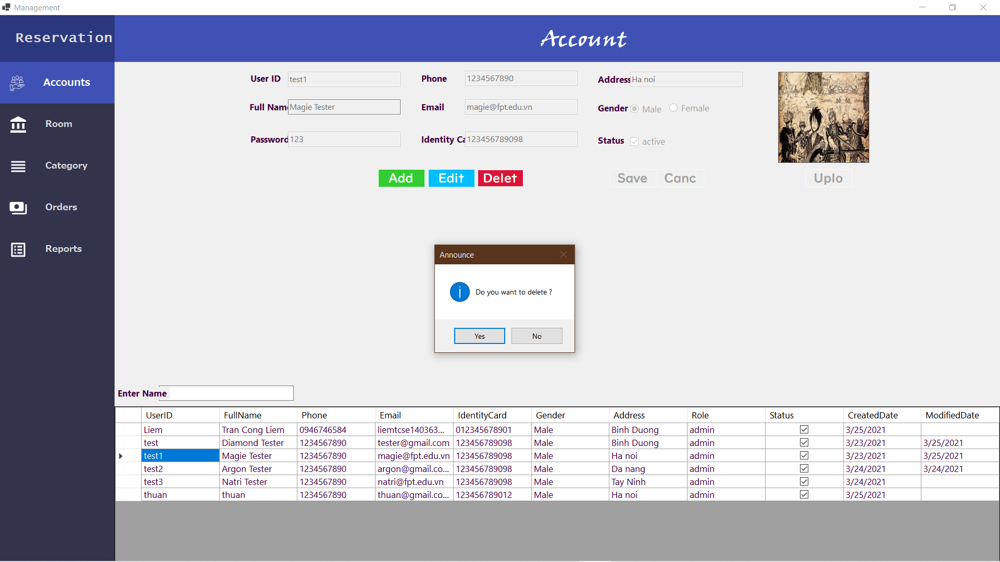 Management
Reservation
Account
Accounts
Room
Category
Orders
Reports
User ID test1 Phone 1234567890 Address Ha noi
Full Name Magie Tester Email magie@fpt.edu.vn Gender Male Female
Password 123 Identity Ca 123456789098 Status active
Add Edit Delet Save Canc Uplo
Announce
Do you want to delete ?
Yes No
Enter Name
UserID FullName Phone Email IdentityCard Gender Address Role Status CreatedDate ModifiedDate
Liem Tran Cong Liem 0946746584 liemtcse140363... 012345678901 Male Binh Duong admin 3/25/2021
test Diamond Tester 1234567890 tester@gmail.com 123456789098 Male Binh Duong admin 3/23/2021 3/25/2021
test1 Magie Tester 1234567890 magie@fpt.edu.vn 123456789098 Male Ha noi admin 3/23/2021 3/25/2021
test2 Argon Tester 1234567890 argon@gmail.co... 123456789098 Male Da nang admin 3/24/2021 3/24/2021
test3 Natri Tester 1234567890 natri@fpt.edu.vn 123456789098 Male Tay Ninh admin 3/24/2021
thuan thuan 1234567890 thuan@gmail.co... 123456789012 Male Ha noi admin 3/25/2021